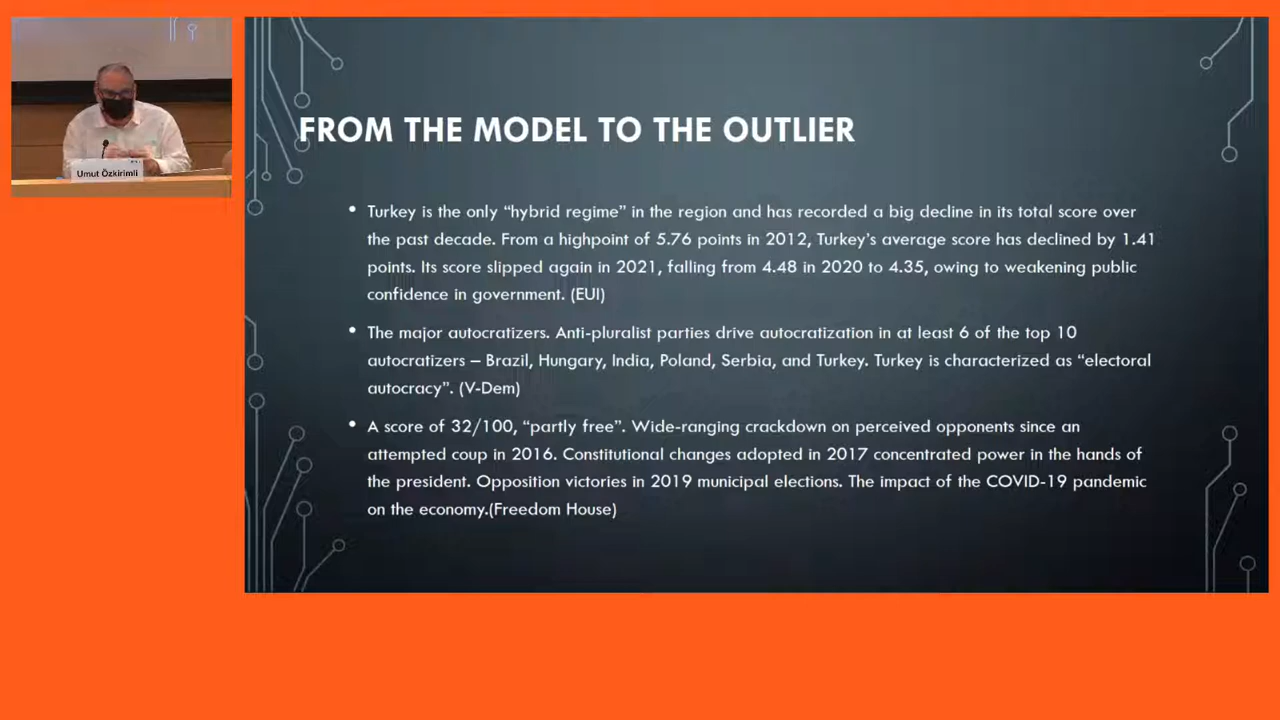 Umut Özkirimli
FROM THE MODEL TO THE OUTLIER
• Turkey is the only “hybrid regime” in the region and has recorded a big decline in its total score over
the past decade. From a highpoint of 5.76 points in 2012, Turkey’s average score has declined by 1.41
points. Its score slipped again in 2021, falling from 4.48 in 2020 to 4.35, owing to weakening public
confidence in government. (EUI)
• The major autocratizers. Anti-pluralist parties drive autocratization in at least 6 of the top 10
autocratizers – Brazil, Hungary, India, Poland, Serbia, and Turkey. Turkey is characterized as “electoral
autocracy”. (V-Dem)
• A score of 32/100, “partly free”. Wide-ranging crackdown on perceived opponents since an
attempted coup in 2016. Constitutional changes adopted in 2017 concentrated power in the hands of
the president. Opposition victories in 2019 municipal elections. The impact of the COVID-19 pandemic
on the economy.(Freedom House)